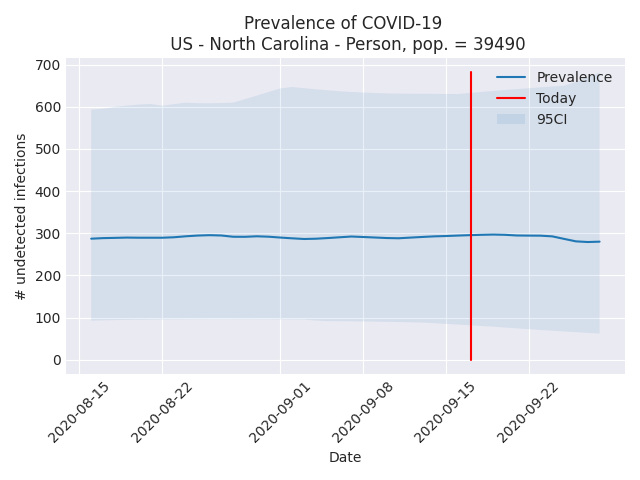 Prevalence of COVID-19
US - North Carolina - Person, pop. = 39490
700
600
500
400
300
200
100
0
# undetected infections
Prevalence
Today
95CI
2020-08-15
2020-08-22
2020-09-01
2020-09-08
2020-09-15
2020-09-22
Date